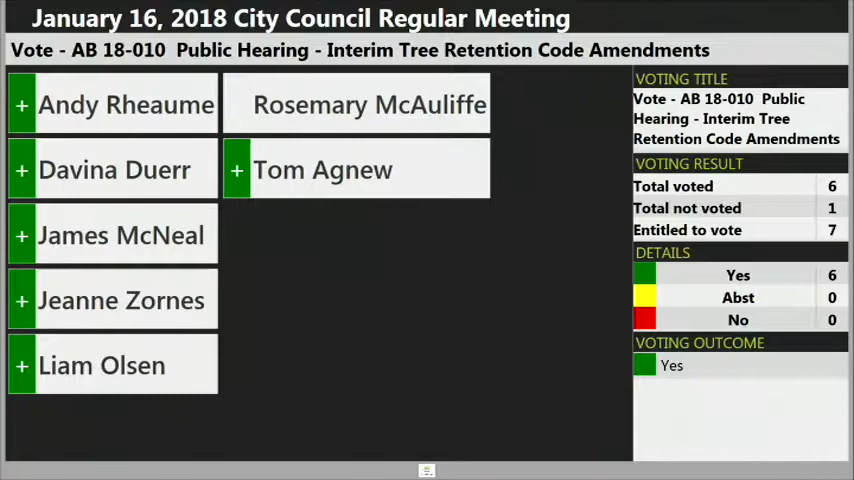 January 16, 2018 City Council Regular Meeting
Vote - AB 18-010 Public Hearing - Interim Tree Retention Code Amendments
+ Andy Rheaume
Rosemary McAuliffe
+ Davina Duerr
+ Tom Agnew
+ James McNeal
+ Jeanne Zornes
+ Liam Olsen
VOTING TITLE
Vote - AB 18-010 Public
Hearing - Interim Tree
Retention Code Amendments
VOTING RESULT
Total voted 6
Total not voted 1
Entitled to vote 7
DETAILS
Yes 6
Abst 0
No 0
VOTING OUTCOME
Yes